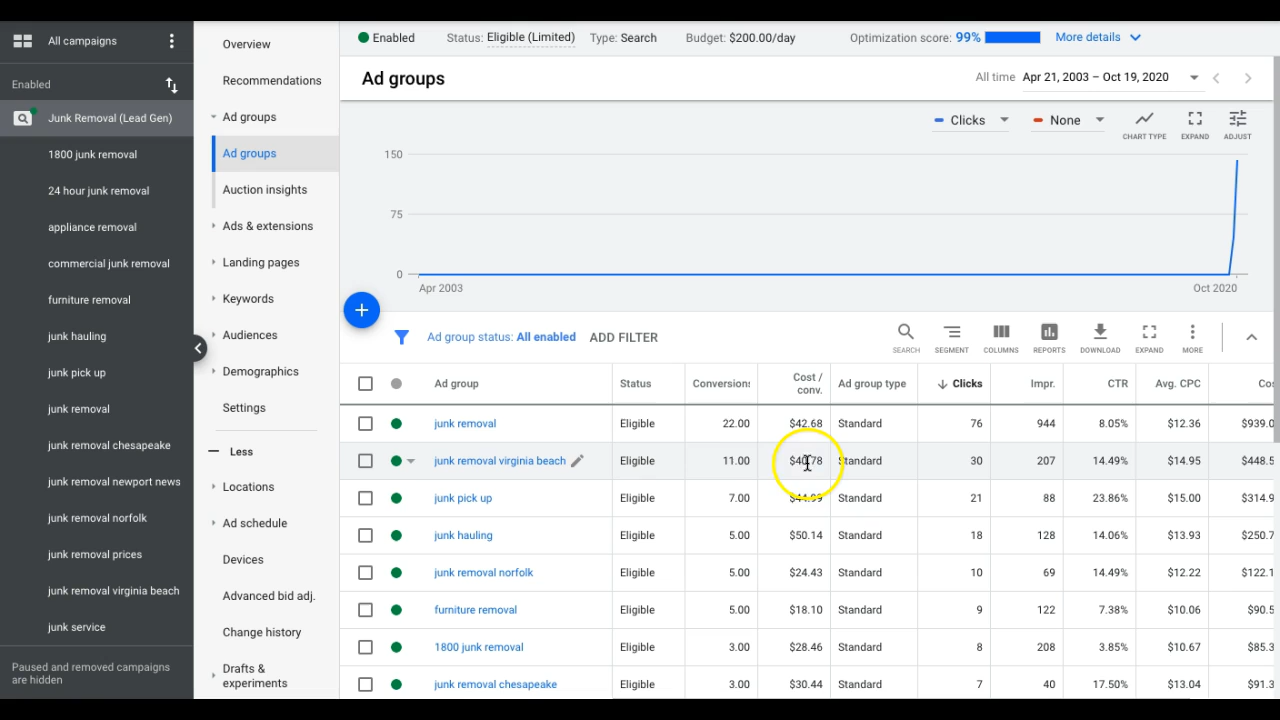 All campaigns
Enabled
Junk Removal (Lead Gen)
1800 junk removal
24 hour junk removal
appliance removal
commercial junk removal
furniture removal
junk hauling
junk pick up
junk removal
junk removal chesapeake
junk removal newport news
junk removal norfolk
junk removal prices
junk removal virginia beach
junk service
Paused and removed campaigns
are hidden
Overview
Recommendations
Ad groups
Ad groups
Auction insights
Ads & extensions
Landing pages
Keywords
Audiences
Demographics
Settings
Less
Locations
Ad schedule
Devices
Advanced bid adj.
Change history
Drafts &
experiments
Enabled Status: Eligible (Limited) Type: Search Budget: $200.00/day Optimization score: 99% More details
Ad groups All time Apr 21, 2003 – Oct 19, 2020
Clicks None CHART TYPE EXPAND ADJUST
150
75
0
Apr 2003 Oct 2020
Ad group status: All enabled ADD FILTER SEARCH SEGMENT COLUMNS REPORTS DOWNLOAD EXPAND MORE
Ad group Status Conversions Cost / conv. Ad group type Clicks Impr. CTR Avg. CPC Cos
junk removal Eligible 22.00 $42.68 Standard 76 944 8.05% $12.36 $939.0
junk removal virginia beach Eligible 11.00 $40.78 Standard 30 207 14.49% $14.95 $448.5
junk pick up Eligible 7.00 $44.99 Standard 21 88 23.86% $15.00 $314.9
junk hauling Eligible 5.00 $50.14 Standard 18 128 14.06% $13.93 $250.7
junk removal norfolk Eligible 5.00 $24.43 Standard 10 69 14.49% $12.22 $122.1
furniture removal Eligible 5.00 $18.10 Standard 9 122 7.38% $10.06 $90.5
1800 junk removal Eligible 3.00 $28.46 Standard 8 208 3.85% $10.67 $85.3
junk removal chesapeake Eligible 3.00 $30.44 Standard 7 40 17.50% $13.04 $91.3